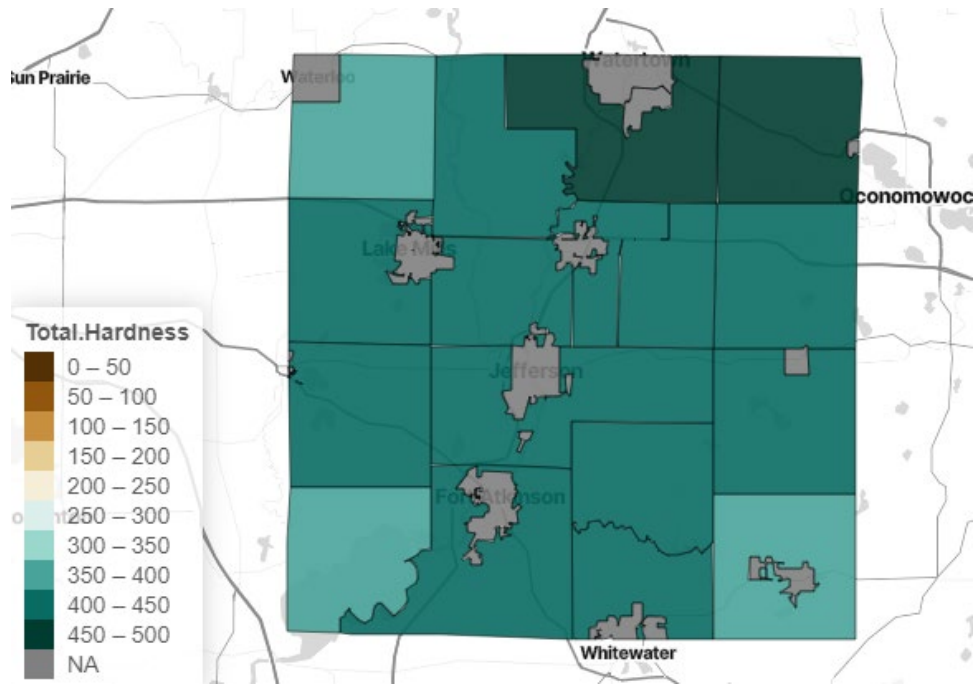 Sun Prairie
Waterloo
Watertown
Oconomowoc
Lake Mills
Jefferson
Fort Atkinson
Whitewater
Total.Hardness
0 – 50
50 – 100
100 – 150
150 – 200
200 – 250
250 – 300
300 – 350
350 – 400
400 – 450
450 – 500
NA